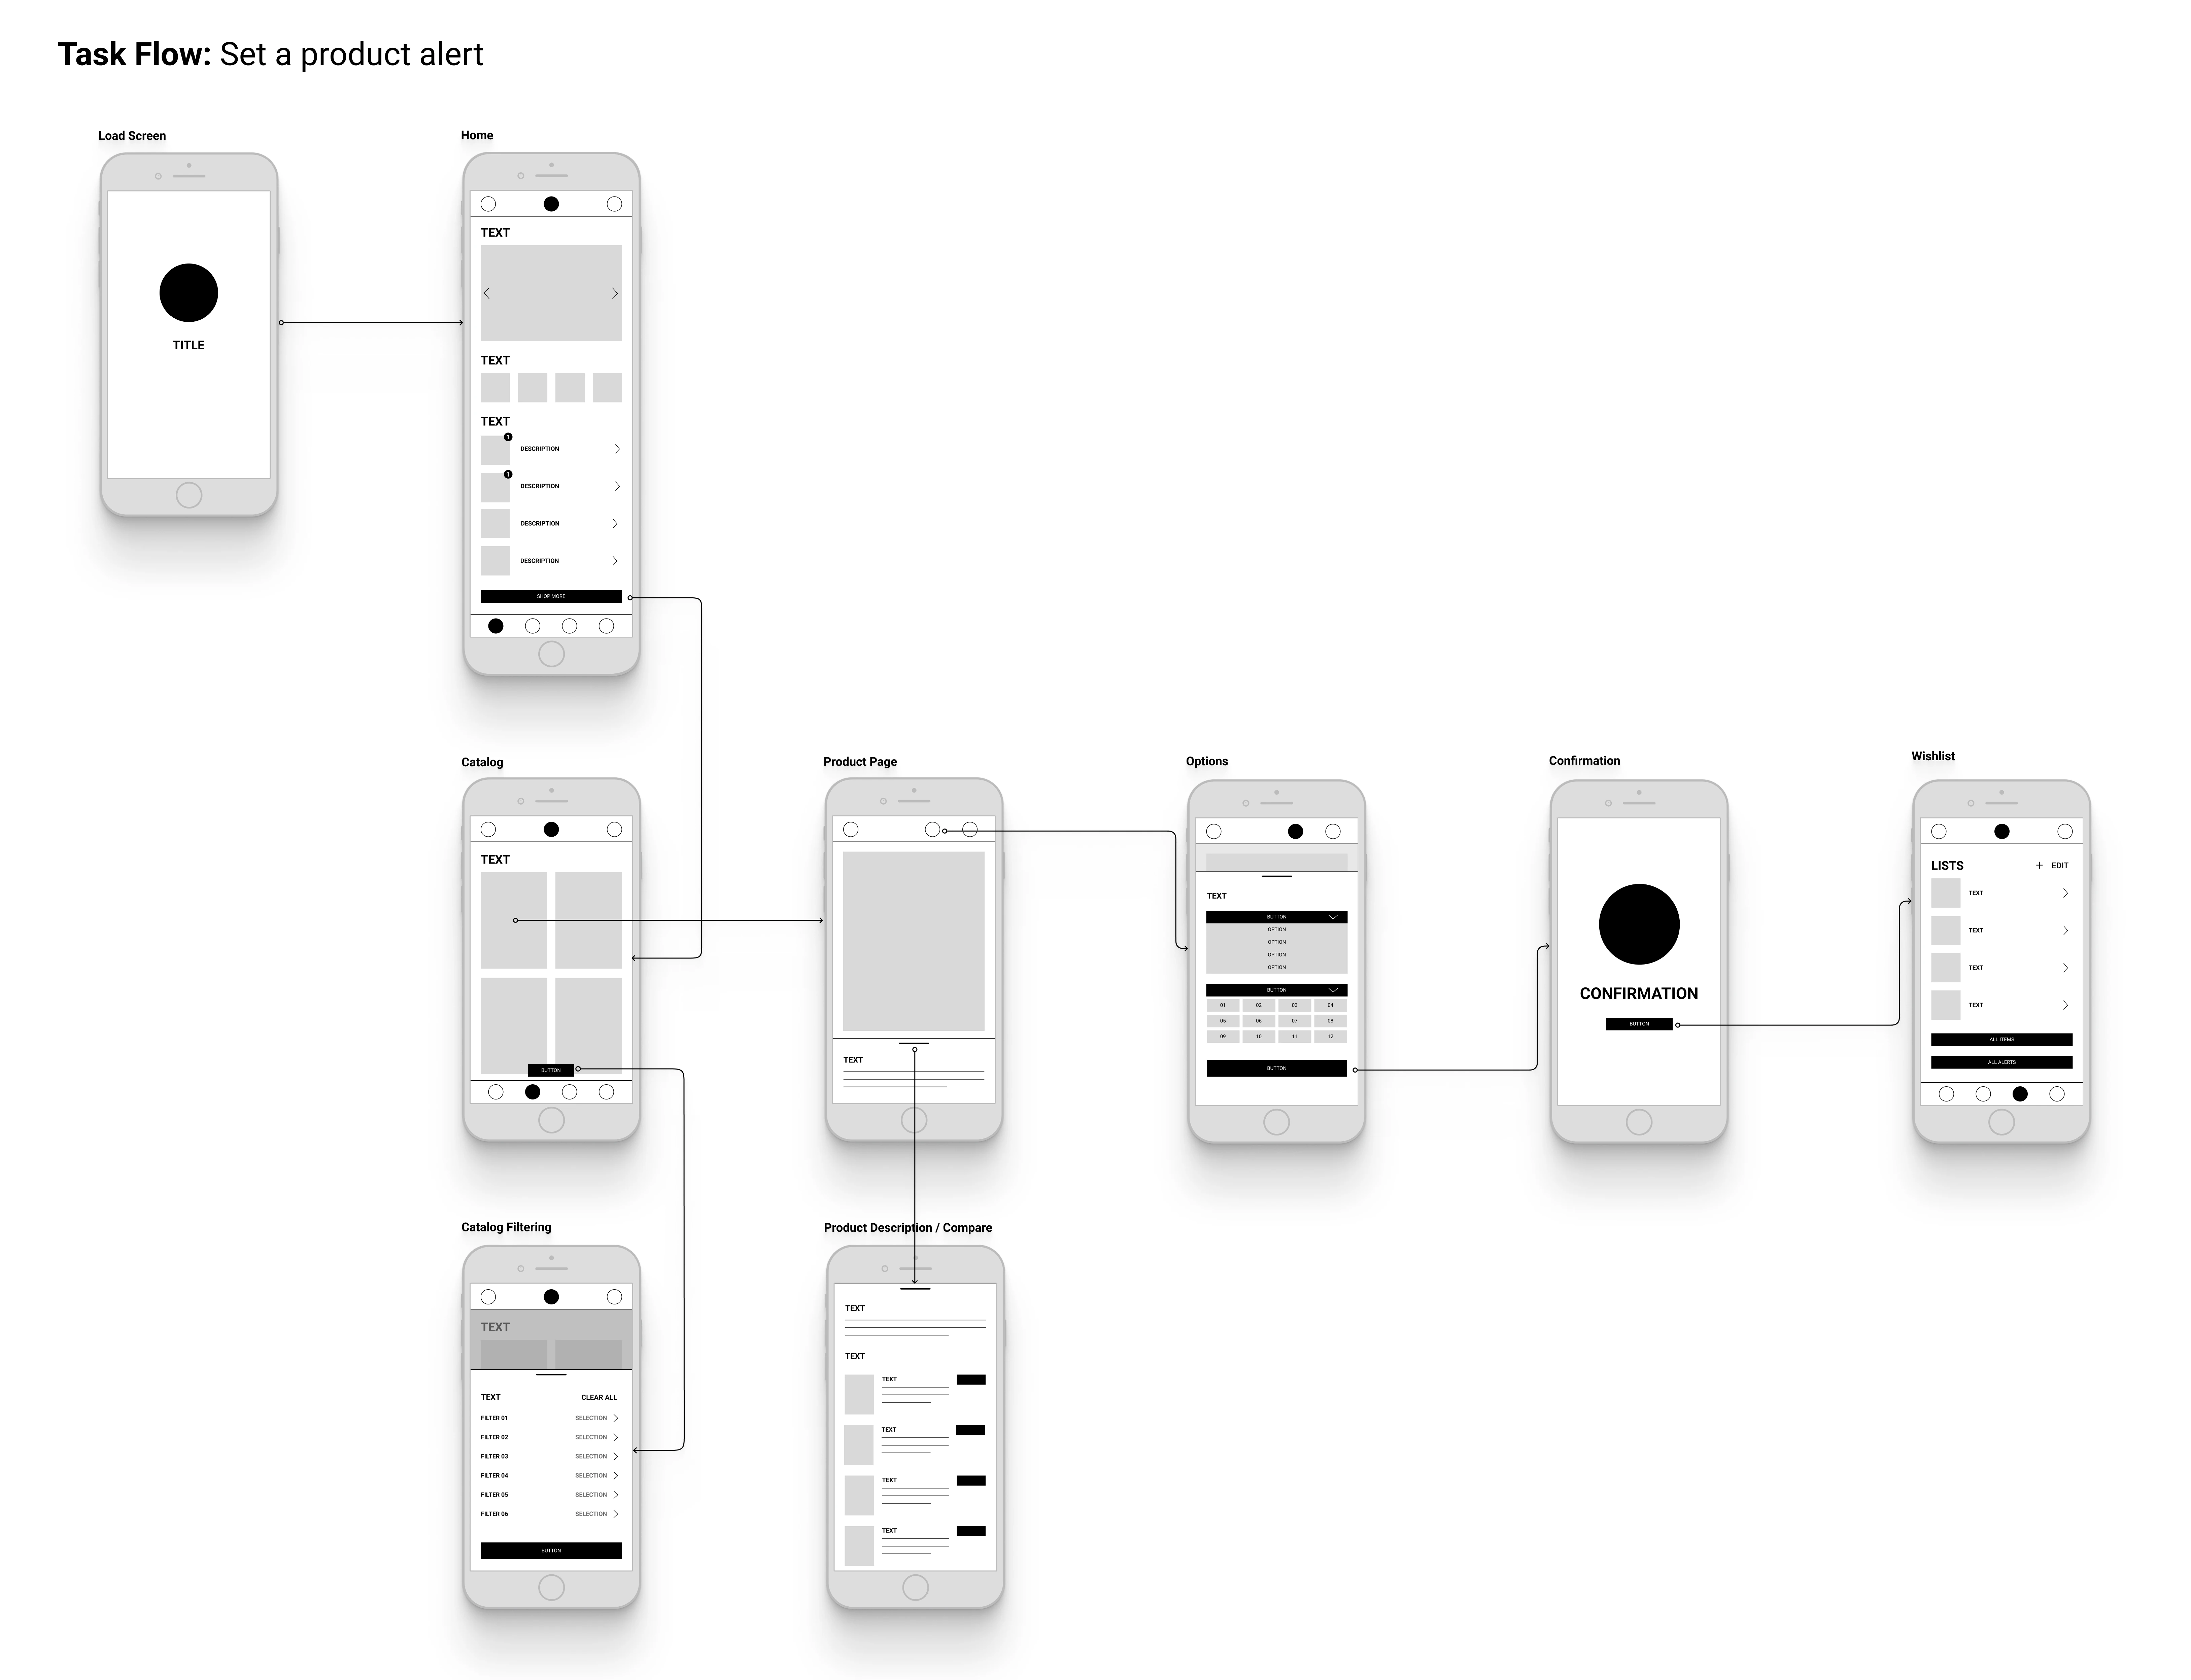 Task Flow: Set a product alert
Load Screen
TITLE
Home
TEXT
TEXT
TEXT
1
DESCRIPTION
1
DESCRIPTION
DESCRIPTION
DESCRIPTION
SHOP MORE
Catalog
TEXT
BUTTON
Product Page
TEXT
Options
TEXT
BUTTON
OPTION
OPTION
OPTION
OPTION
BUTTON
01 02 03 04
05 06 07 08
09 10 11 12
BUTTON
Confirmation
CONFIRMATION
BUTTON
Wishlist
LISTS + EDIT
TEXT
TEXT
TEXT
TEXT
ALL ITEMS
ALL ALERTS
Catalog Filtering
TEXT
TEXT CLEAR ALL
FILTER 01 SELECTION
FILTER 02 SELECTION
FILTER 03 SELECTION
FILTER 04 SELECTION
FILTER 05 SELECTION
FILTER 06 SELECTION
BUTTON
Product Description / Compare
TEXT
TEXT
TEXT
TEXT
TEXT
TEXT